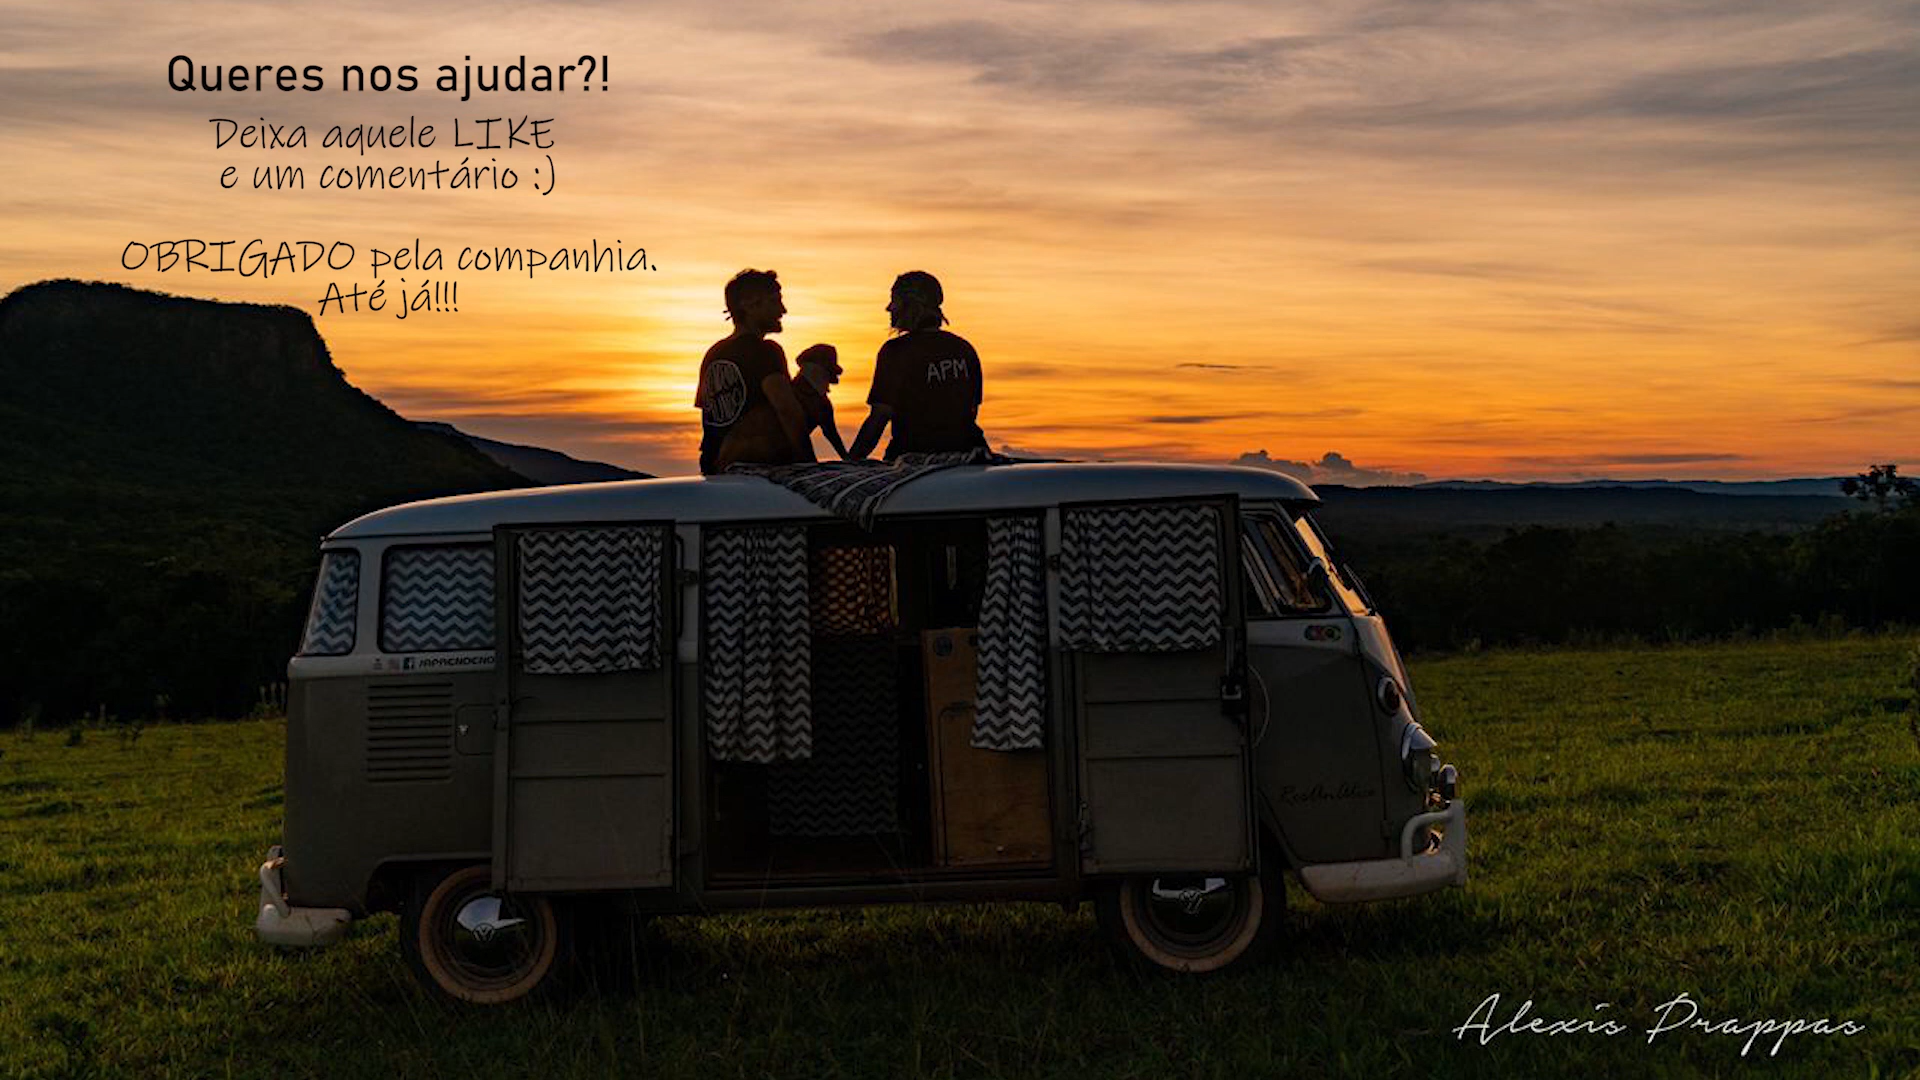 Queres nos ajudar?!
Deixa aquele LIKE
e um comentário :)
OBRIGADO pela companhia.
Até já!!!
APM
Alexis Prappas